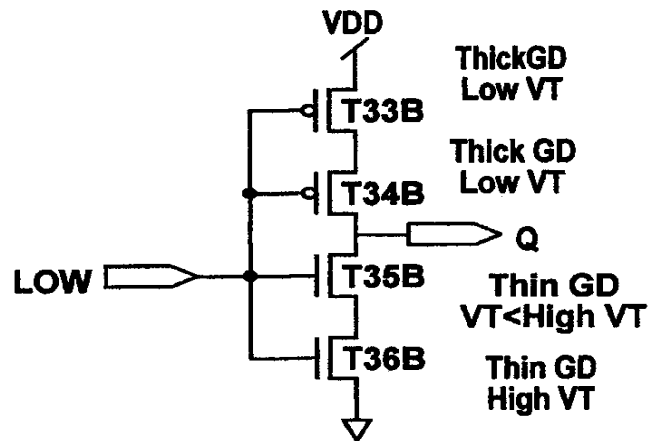 VDD
ThickGD
Low VT
T33B
Thick GD
Low VT
T34B
Q
LOW
T35B
Thin GD
VT<High VT
T36B
Thin GD
High VT